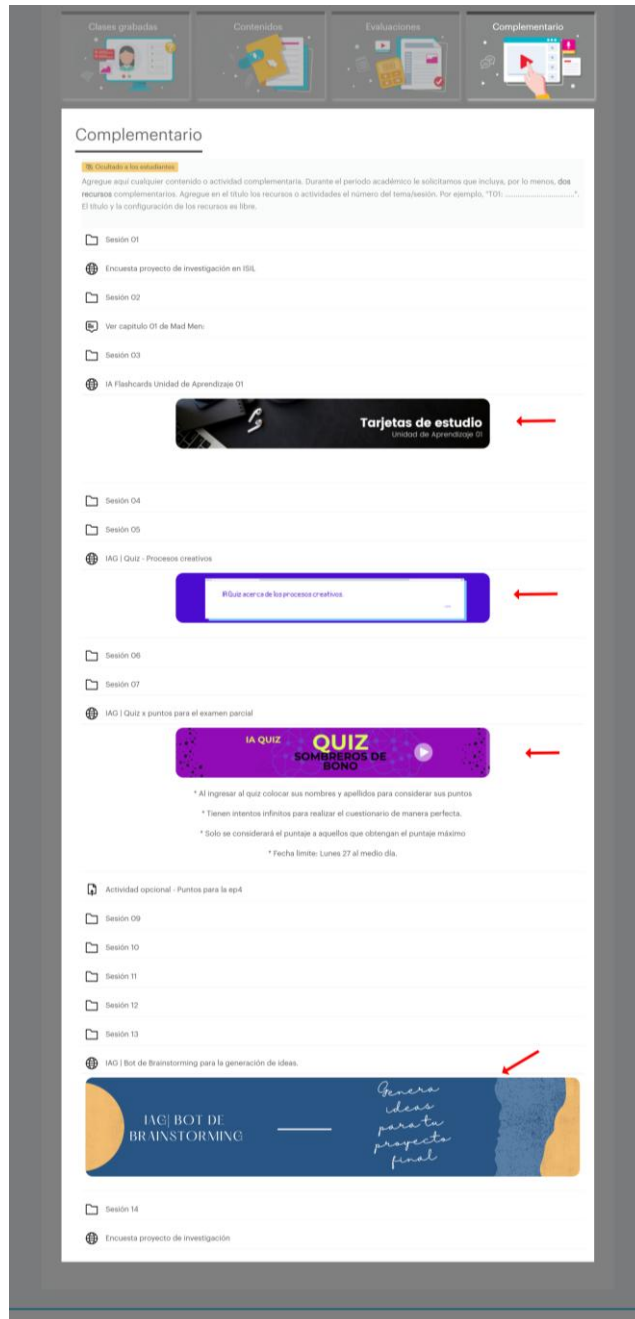 Clases grabadas
Contenidos
Evaluaciones
Complementario
Complementario
Ocultado a los estudiantes
Agregue aquí cualquier contenido o actividad complementaria. Durante el periodo académico le solicitamos que incluya, por lo menos, dos
recursos complementarios. Agregue en el título los recursos o actividades el número del tema/sesión. Por ejemplo, "T01: ................................".
El título y la configuración de los recursos es libre.
Sesión 01
Encuesta proyecto de investigación en ISIL
Sesión 02
Ver capitulo 01 de Mad Men:
Sesión 03
IA Flashcards Unidad de Aprendizaje 01
Tarjetas de estudio
Unidad de Aprendizaje 01
Sesión 04
Sesión 05
IAG | Quiz - Procesos creativos
IA Quiz acerca de los procesos creativos
Sesión 06
Sesión 07
IAG | Quiz x puntos para el examen parcial
IA QUIZ
QUIZ
SOMBREROS DE
BONO
* Al ingresar al quiz colocar sus nombres y apellidos para considerar sus puntos
* Tienen intentos infinitos para realizar el cuestionario de manera perfecta.
* Solo se considerará el puntaje a aquellos que obtengan el puntaje máximo
* Fecha limite: Lunes 27 al medio día.
Actividad opcional - Puntos para la ep4
Sesión 09
Sesión 10
Sesión 11
Sesión 12
Sesión 13
IAG | Bot de Brainstorming para la generación de ideas.
IAG| BOT DE
BRAINSTORMING
Genera
ideas
para tu
proyecto
final
Sesión 14
Encuesta proyecto de investigación